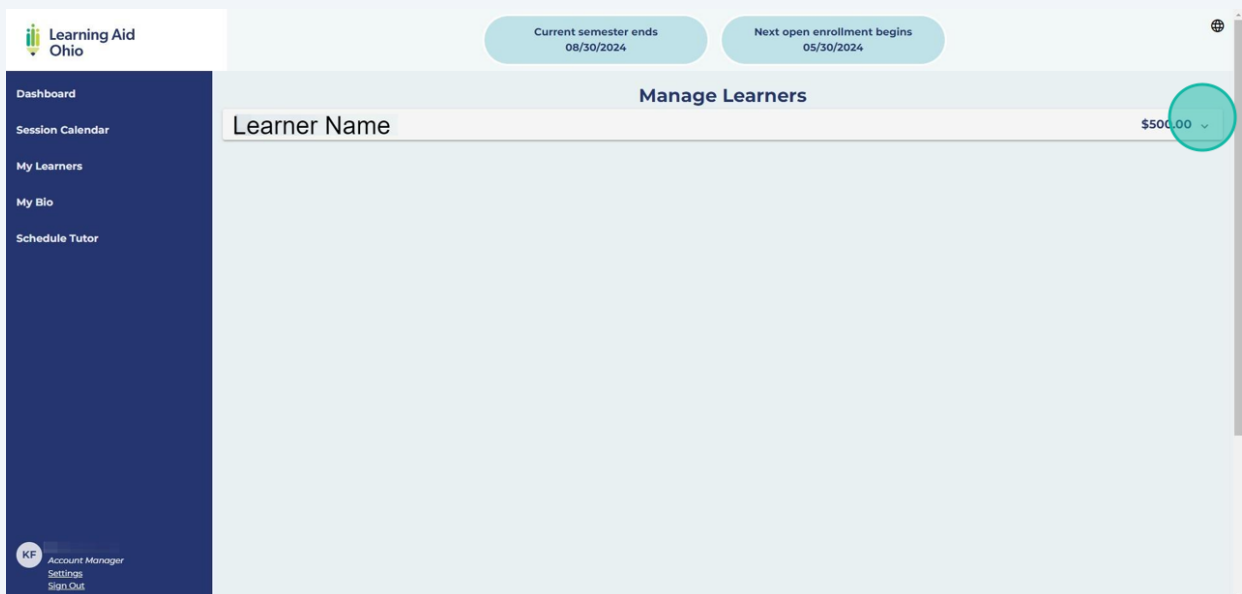 Learning Aid
Ohio
Current semester ends
08/30/2024
Next open enrollment begins
05/30/2024
Dashboard
Session Calendar
My Learners
My Bio
Schedule Tutor
Manage Learners
Learner Name
$500.00
KF
Account Manager
Settings
Sign Out